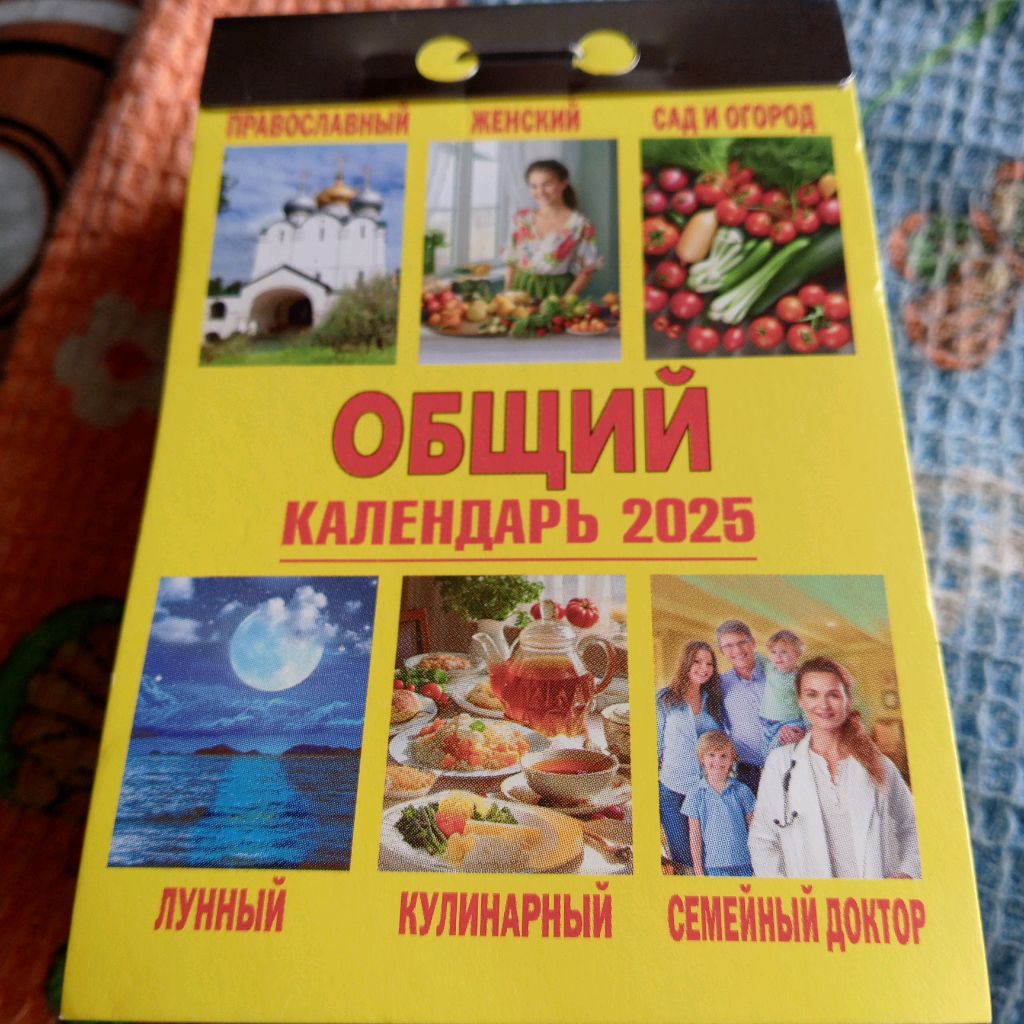 ПРАВОСЛАВНЫЙ ЖЕНСКИЙ САД И ОГОРОД
ОБЩИЙ
КАЛЕНДАРЬ 2025
ЛУННЫЙ КУЛИНАРНЫЙ СЕМЕЙНЫЙ ДОКТОР